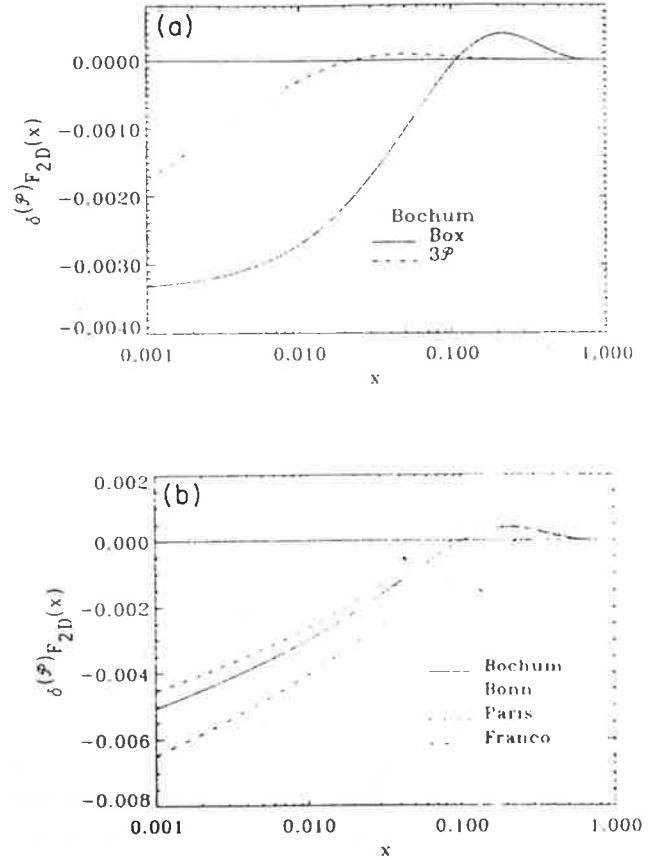 (a)
0.0000
−0.0010
−0.0020
−0.0030
−0.0040
δ(𝒫)F2D(x)
Bochum
Box
3𝒫
0.001
0.010
0.100
1.000
x
(b)
0.002
0.000
−0.002
−0.004
−0.006
−0.008
δ(𝒫)F2D(x)
Bochum
Bonn
Paris
Franco
0.001
0.010
0.100
1.000
x